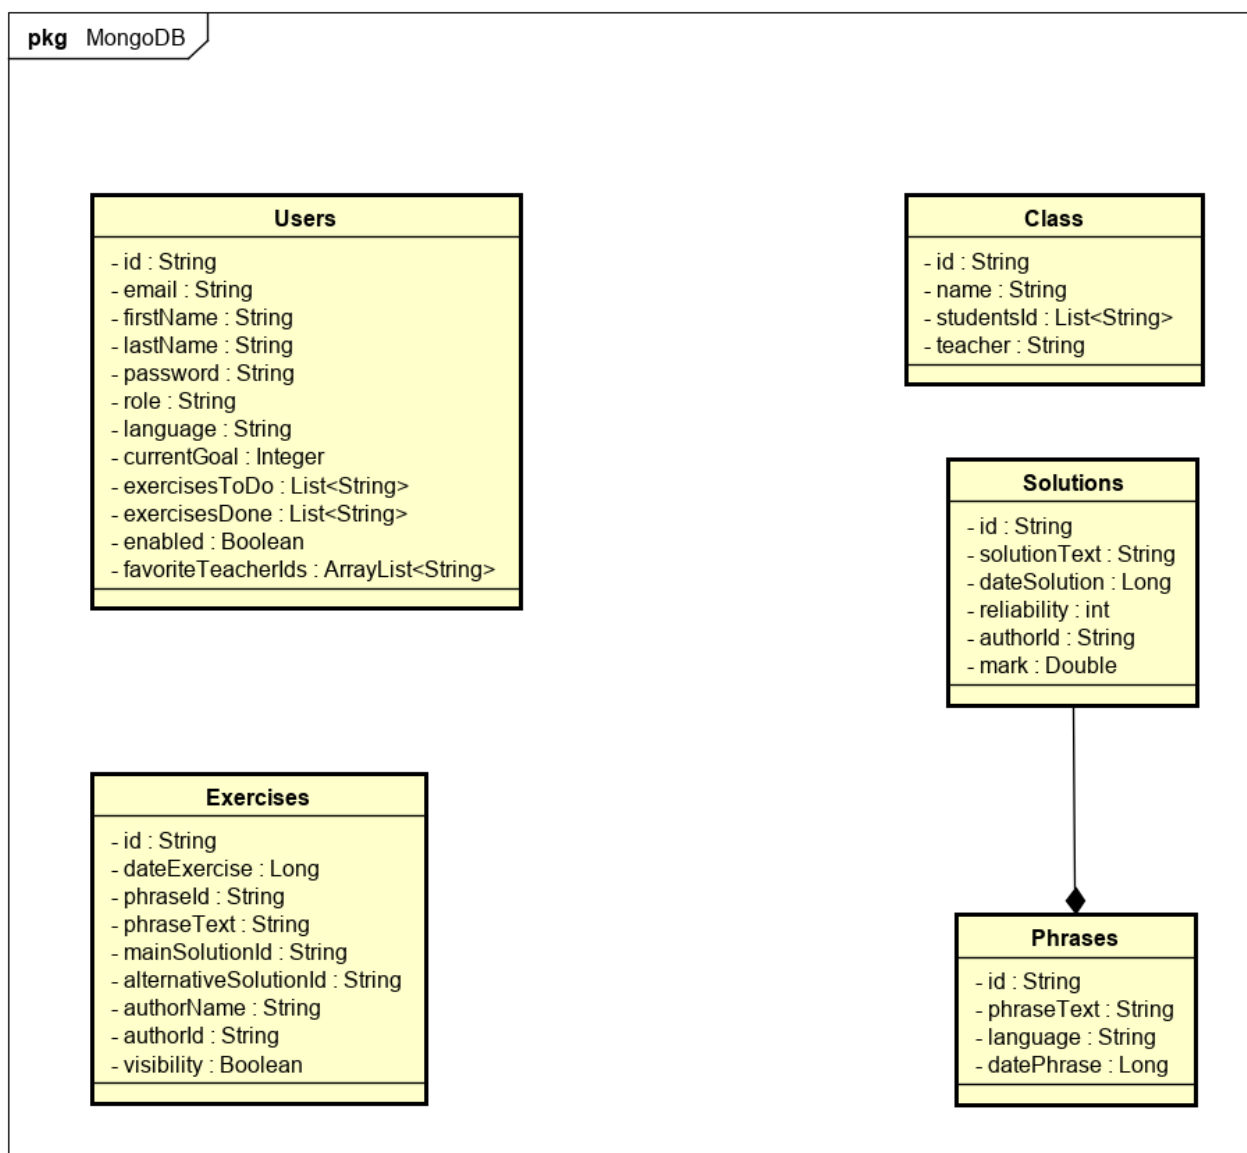 pkg MongoDB
Users
- id : String
- email : String
- firstName : String
- lastName : String
- password : String
- role : String
- language : String
- currentGoal : Integer
- exercisesToDo : List<String>
- exercisesDone : List<String>
- enabled : Boolean
- favoriteTeacherIds : ArrayList<String>
Class
- id : String
- name : String
- studentsId : List<String>
- teacher : String
Solutions
- id : String
- solutionText : String
- dateSolution : Long
- reliability : int
- authorId : String
- mark : Double
Exercises
- id : String
- dateExercise : Long
- phraseId : String
- phraseText : String
- mainSolutionId : String
- alternativeSolutionId : String
- authorName : String
- authorId : String
- visibility : Boolean
Phrases
- id : String
- phraseText : String
- language : String
- datePhrase : Long